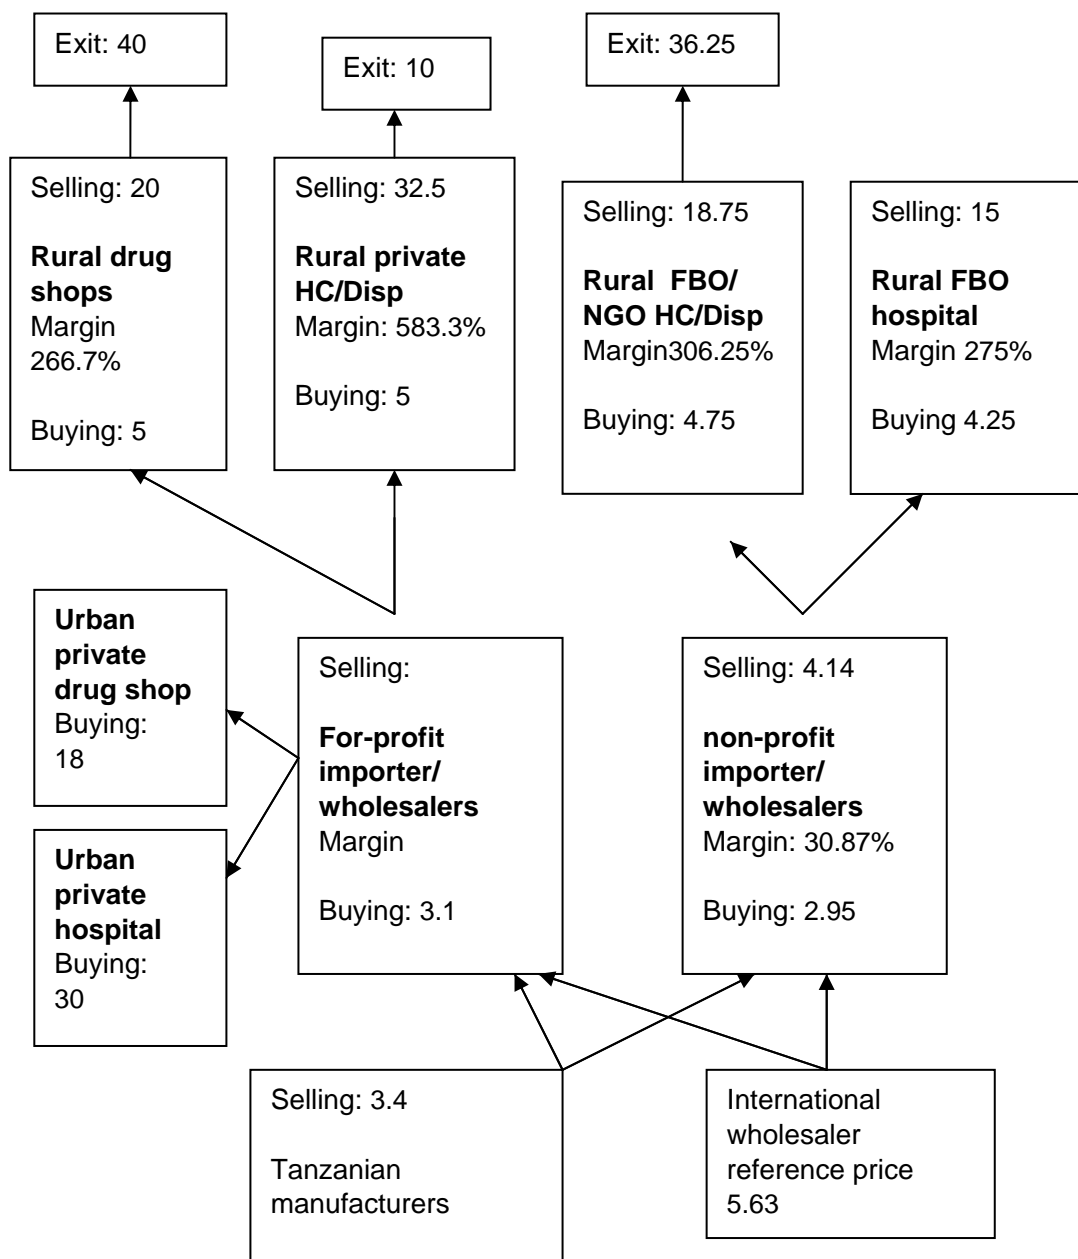 Exit: 40
Exit: 10
Exit: 36.25
Selling: 20
Rural drug
shops
Margin
266.7%
Buying: 5
Selling: 32.5
Rural private
HC/Disp
Margin: 583.3%
Buying: 5
Selling: 18.75
Rural  FBO/
NGO HC/Disp
Margin306.25%
Buying: 4.75
Selling: 15
Rural FBO
hospital
Margin 275%
Buying 4.25
Urban
private
drug shop
Buying:
18
Urban
private
hospital
Buying:
30
Selling:
For-profit
importer/
wholesalers
Margin
Buying: 3.1
Selling: 4.14
non-profit
importer/
wholesalers
Margin: 30.87%
Buying: 2.95
Selling: 3.4
Tanzanian
manufacturers
International
wholesaler
reference price
5.63